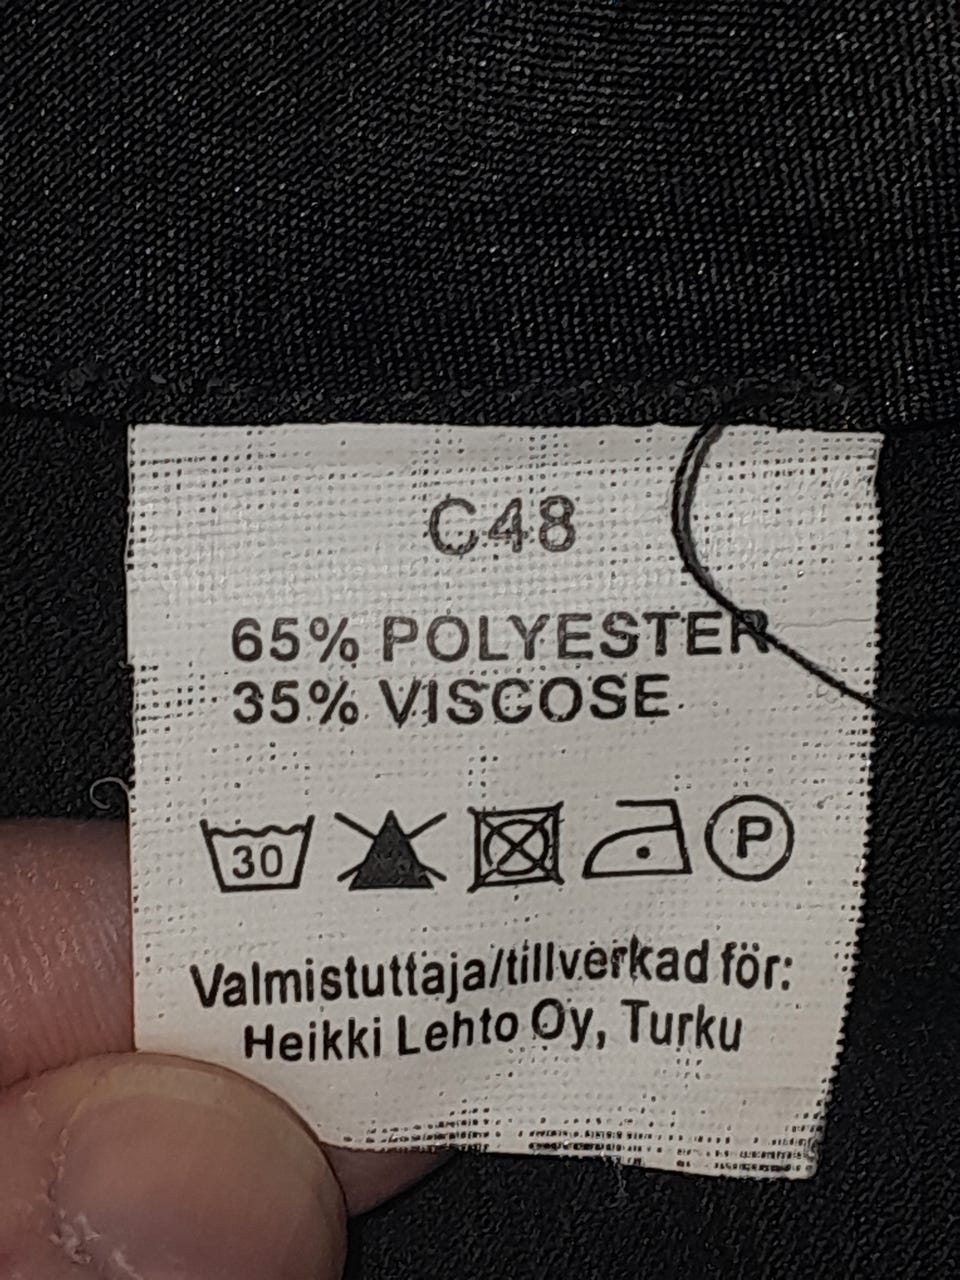 C48
65% POLYESTER
35% VISCOSE
30 P
Valmistuttaja/tillverkad för:
Heikki Lehto Oy, Turku